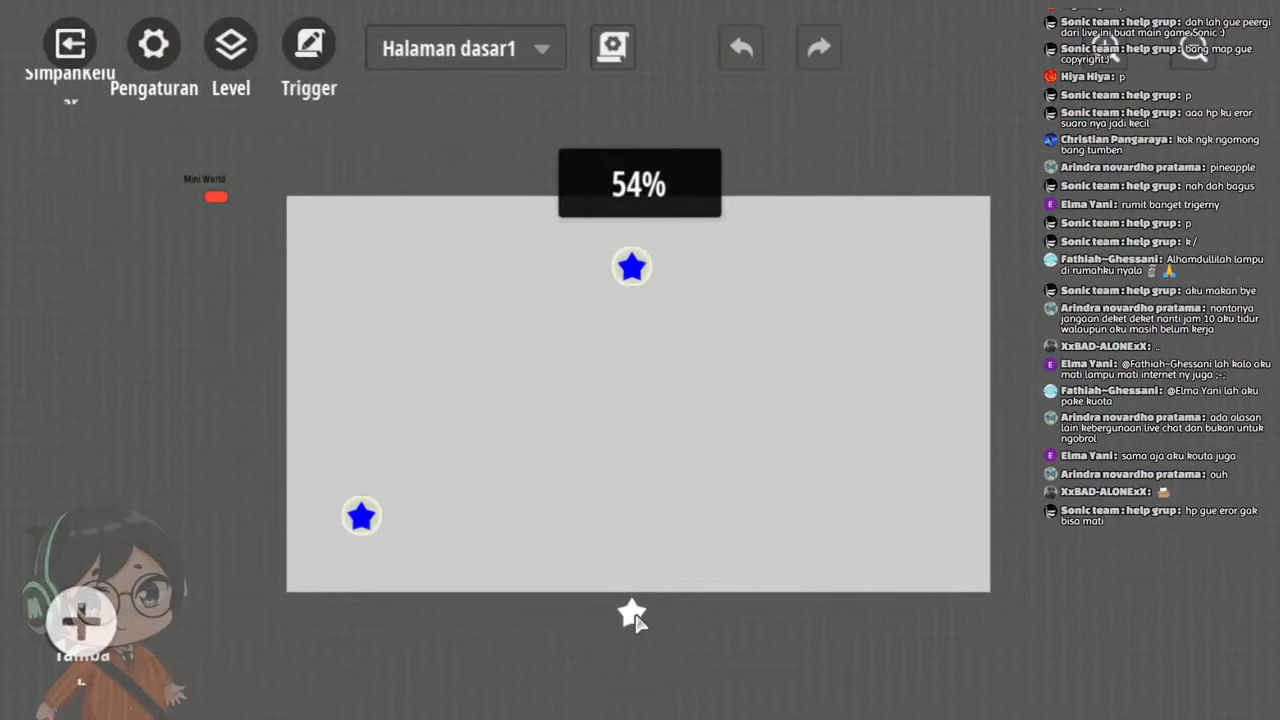 SimpanKelu
ar
Pengaturan
Level
Trigger
Halaman dasar1
Mini World
54%
Tamba
Sonic team : help grup : dah lah gue peergi
dari live ini buat main game Sonic :)
Sonic team : help grup : bang map gue
copyright:)
Hiya Hiya : p
Sonic team : help grup : p
Sonic team : help grup : aaa hp ku eror
suara nya jadi kecil
Christian Pangaraya : kok ngk ngomong
bang tumben
Arindra novardho pratama : pineapple
Sonic team : help grup : nah dah bagus
Elma Yani : rumit banget trigerny
Sonic team : help grup : p
Sonic team : help grup : k /
Fathiah~Ghessani : Alhamdullilah lampu
di rumahku nyala
Sonic team : help grup : aku makan bye
Arindra novardho pratama : nontonya
jangaan deket deket nanti jam 10 aku tidur
walaupun aku masih belum kerja
XxBAD-ALONExX : ..
Elma Yani : @Fathiah~Ghessani lah kalo aku
mati lampu mati internet ny juga ;-;
Fathiah~Ghessani : @Elma Yani lah aku
pake kuota
Arindra novardho pratama : ada alasan
lain kebergunaan live chat dan bukan untuk
ngobrol
Elma Yani : sama aja aku kouta juga
Arindra novardho pratama : ouh
XxBAD-ALONExX :
Sonic team : help grup : hp gue eror gak
bisa mati